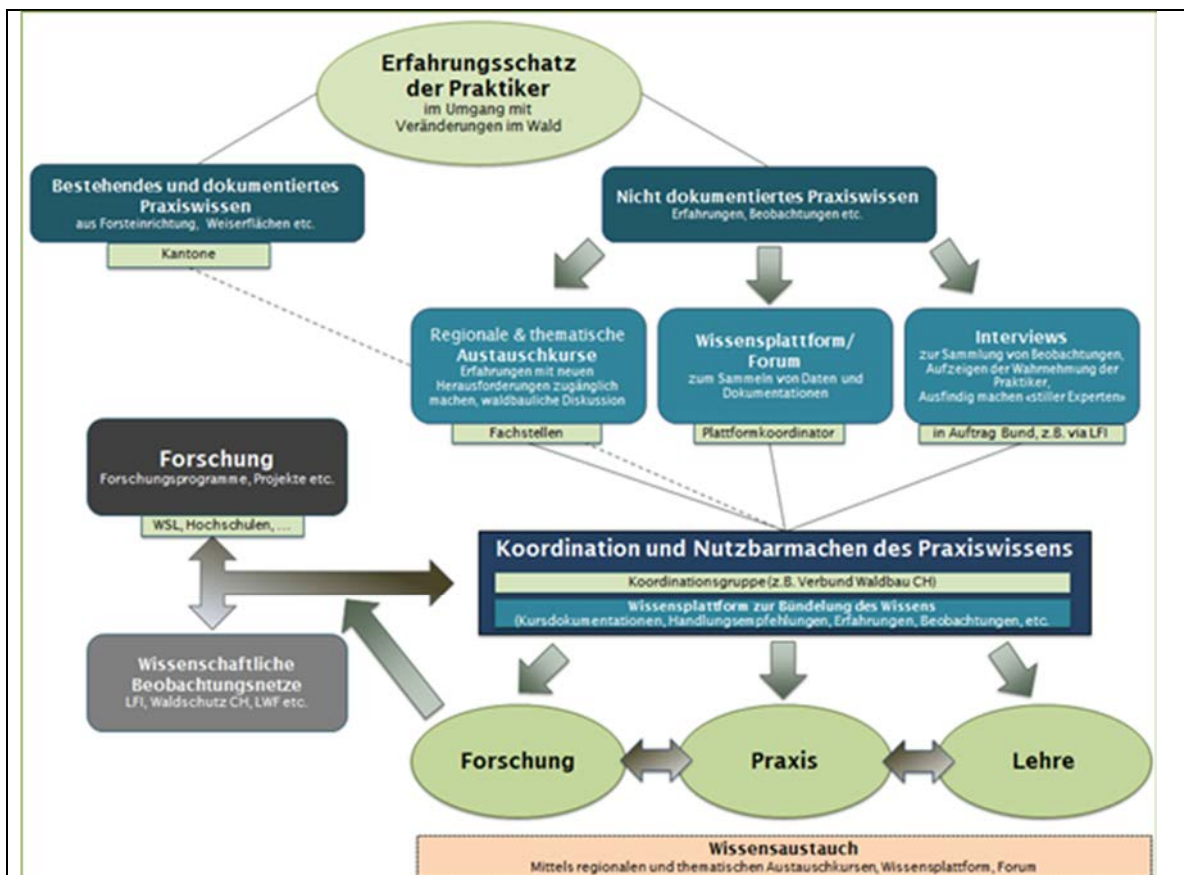 Erfahrungsschatz
der Praktiker
im Umgang mit
Veränderungen im Wald
Bestehendes und dokumentiertes
Praxiswissen
aus Forsteinrichtung, Weiserflächen etc.
Kantone
Nicht dokumentiertes Praxiswissen
Erfahrungen, Beobachtungen etc.
Regionale & thematische
Austauschkurse
Erfahrungen mit neuen
Herausforderungen zugänglich
machen, waldbauliche Diskussion
Fachstellen
Wissensplattform/
Forum
zum Sammeln von Daten und
Dokumentationen
Plattformkoordinator
Interviews
zur Sammlung von Beobachtungen,
Aufzeigen der Wahrnehmung der
Praktiker,
Ausfindig machen «stiller Experten»
in Auftrag Bund, z.B. via LFI
Forschung
Forschungsprogramme, Projekte etc.
WSL, Hochschulen, ...
Koordination und Nutzbarmachen des Praxiswissens
Koordinationsgruppe (z.B. Verbund Waldbau CH)
Wissensplattform zur Bündelung des Wissens
(Kursdokumentationen, Handlungsempfehlungen, Erfahrungen, Beobachtungen, etc.
Wissenschaftliche
Beobachtungsnetze
LFI, Waldschutz CH, LWF etc.
Forschung
Praxis
Lehre
Wissensaustauch
Mittels regionalen und thematischen Austauschkursen, Wissensplattform, Forum